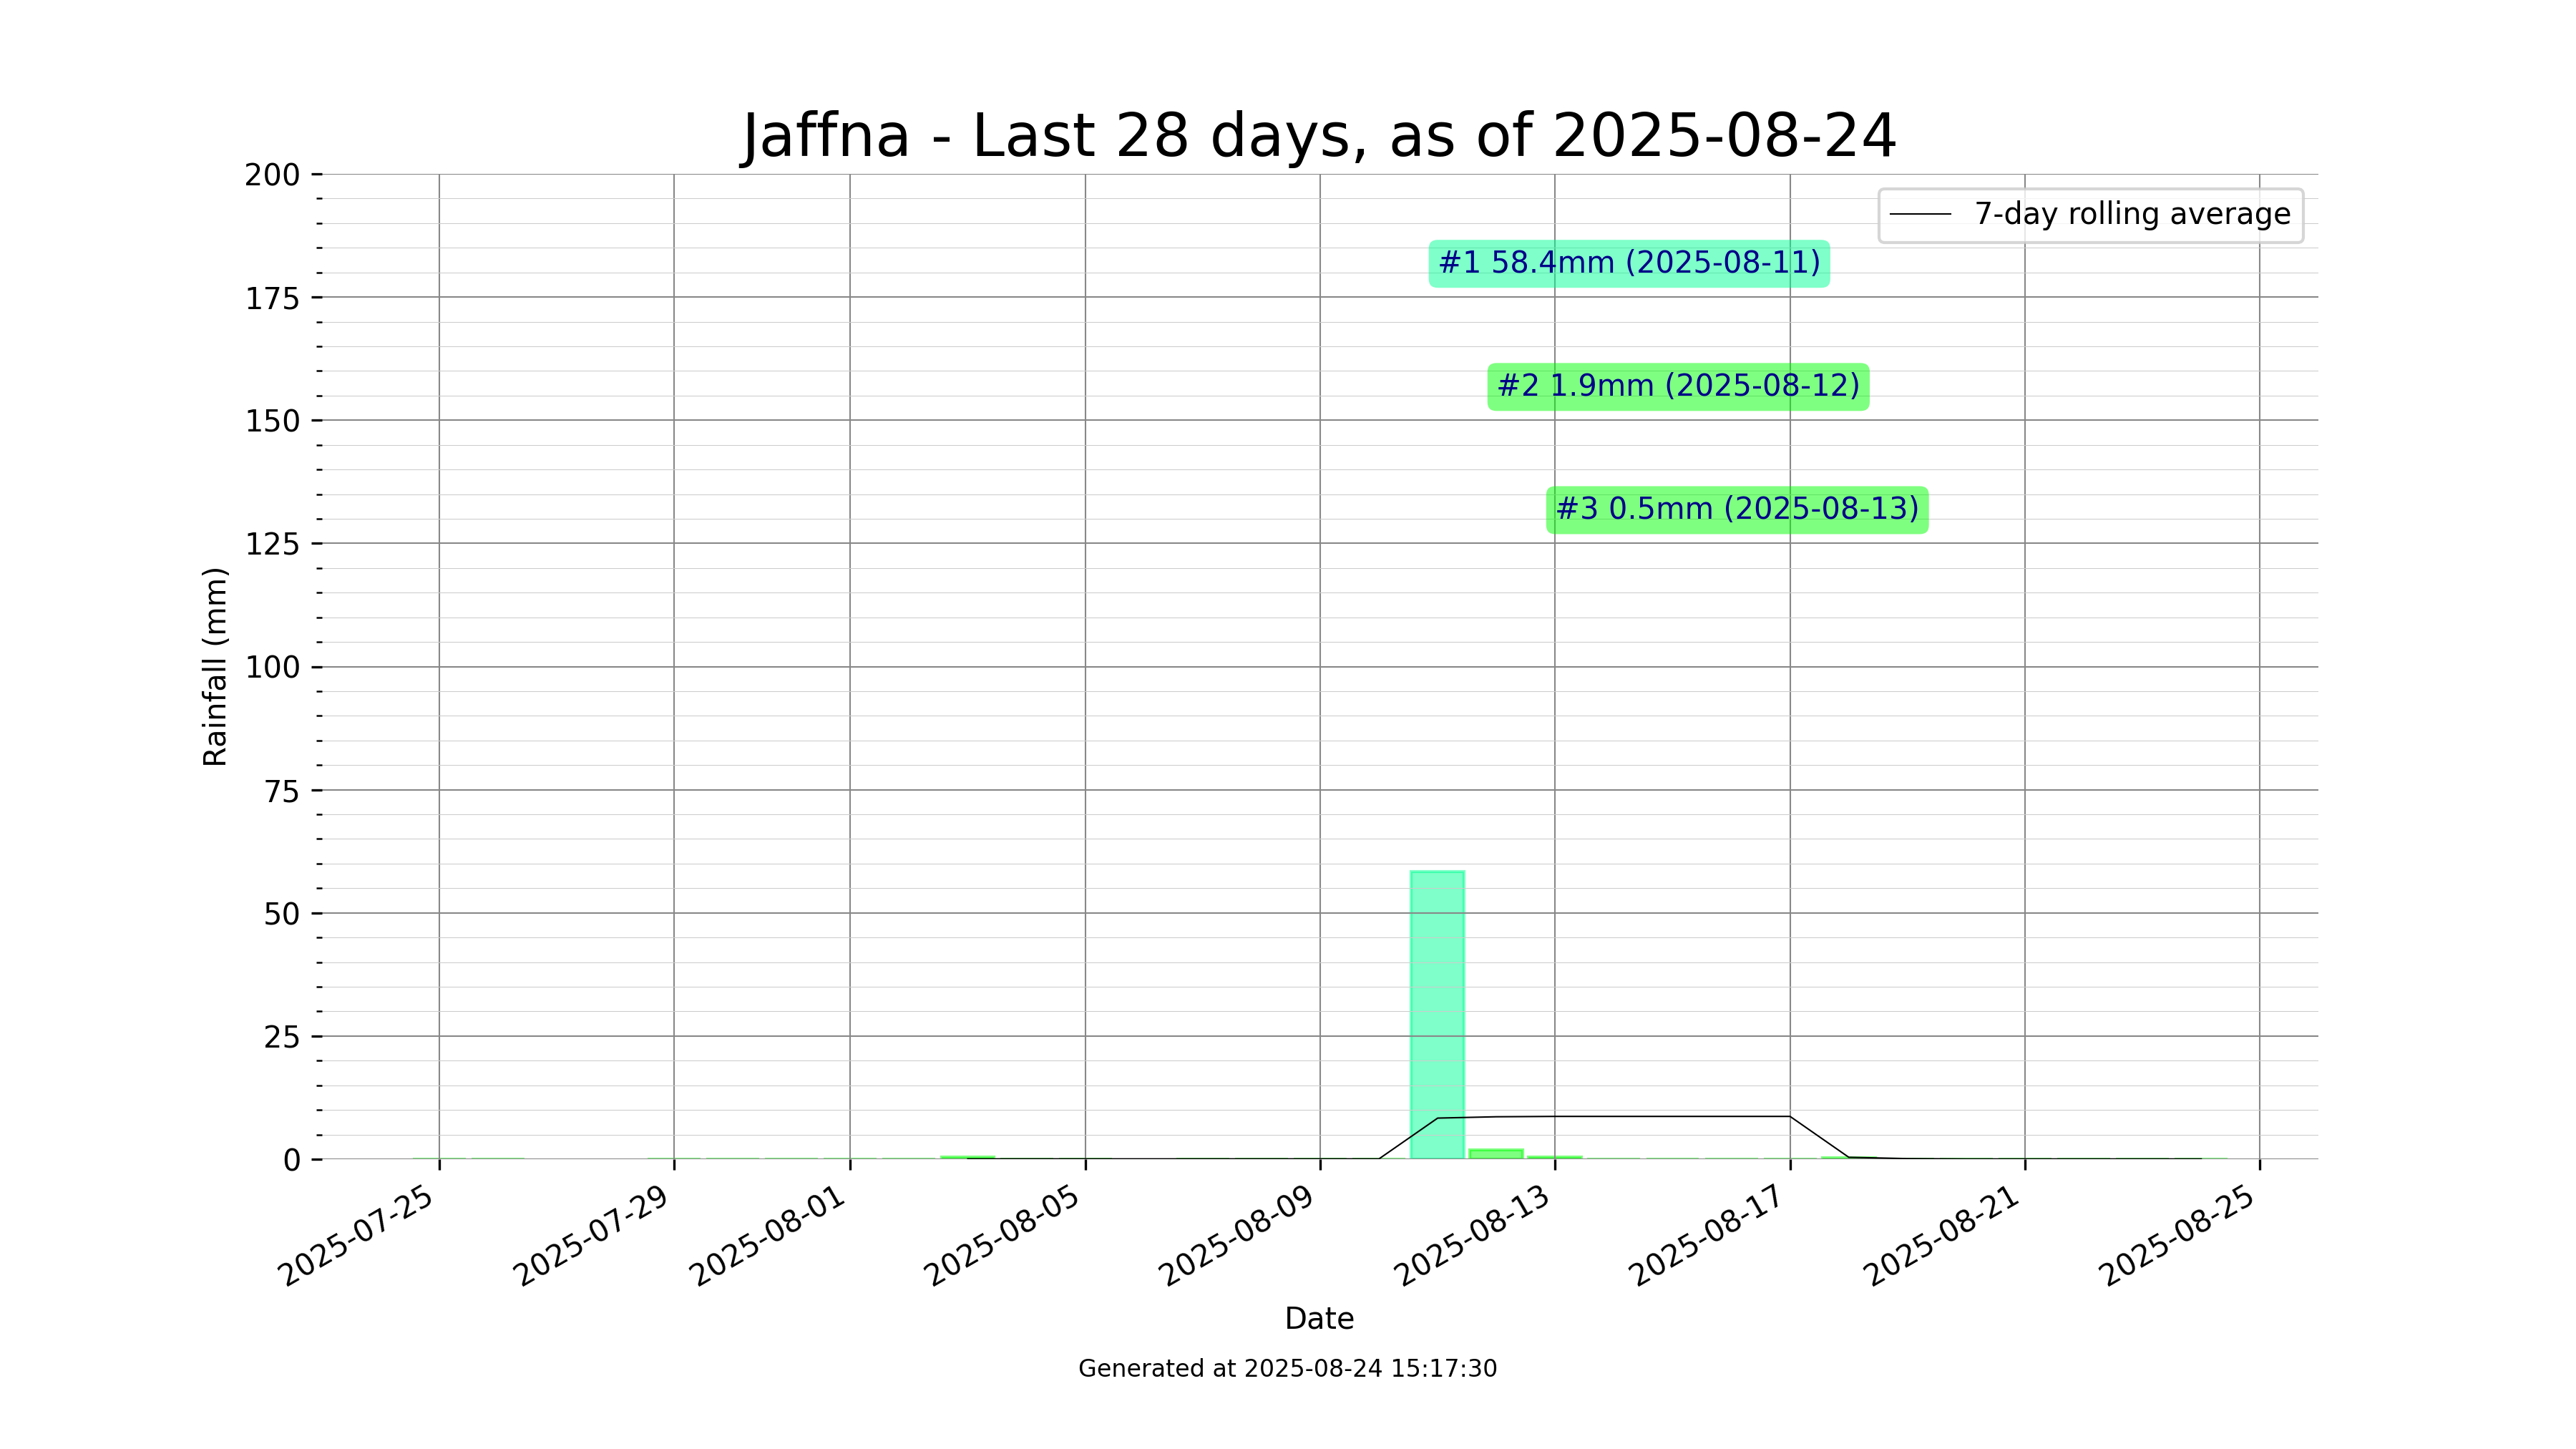 Jaffna - Last 28 days, as of 2025-08-24
7-day rolling average
#1 58.4mm (2025-08-11)
#2 1.9mm (2025-08-12)
#3 0.5mm (2025-08-13)
Rainfall (mm)
200
175
150
125
100
75
50
25
0
2025-07-25
2025-07-29
2025-08-01
2025-08-05
2025-08-09
2025-08-13
2025-08-17
2025-08-21
2025-08-25
Date
Generated at 2025-08-24 15:17:30